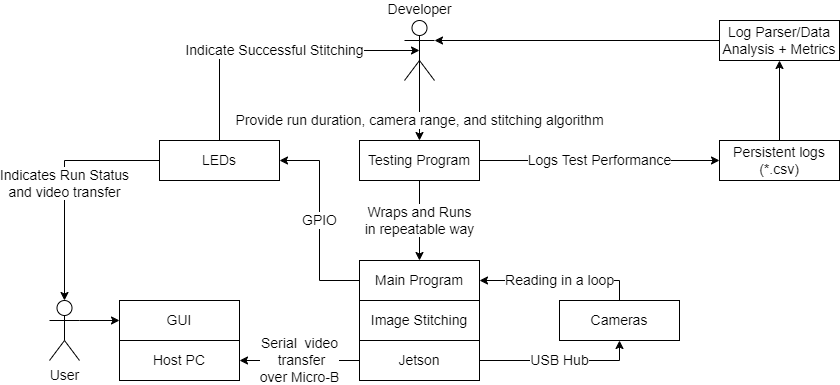 Developer
Indicate Successful Stitching
Log Parser/Data
Analysis + Metrics
Provide run duration, camera range, and stitching algorithm
LEDs
Testing Program
Logs Test Performance
Persistent logs
(*.csv)
Indicates Run Status
and video transfer
GPIO
Wraps and Runs
in repeatable way
Main Program
Reading in a loop
GUI
Image Stitching
Cameras
Serial video
transfer
over Micro-B
Host PC
Jetson
USB Hub
User